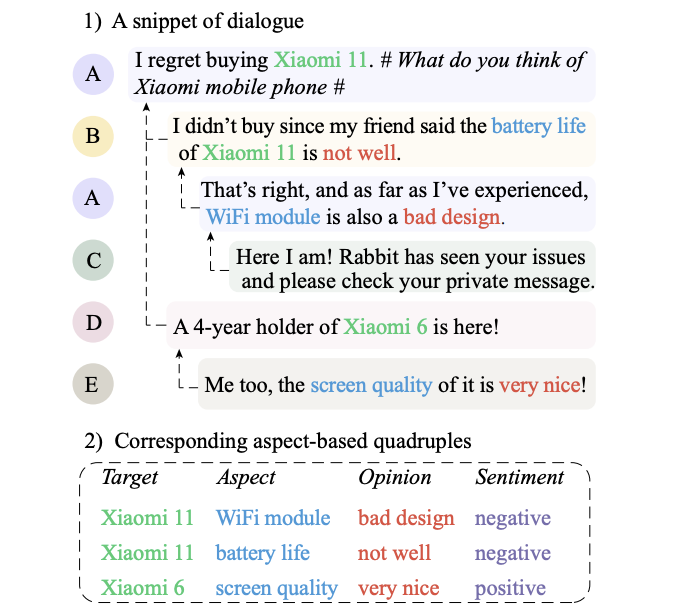 1) A snippet of dialogue
A
I regret buying Xiaomi 11. # What do you think of
Xiaomi mobile phone #
B
I didn’t buy since my friend said the battery life
of Xiaomi 11 is not well.
A
That’s right, and as far as I’ve experienced,
WiFi module is also a bad design.
C
Here I am! Rabbit has seen your issues
and please check your private message.
D
A 4-year holder of Xiaomi 6 is here!
E
Me too, the screen quality of it is very nice!
2) Corresponding aspect-based quadruples
Target Aspect Opinion Sentiment
Xiaomi 11 WiFi module bad design negative
Xiaomi 11 battery life not well negative
Xiaomi 6 screen quality very nice positive